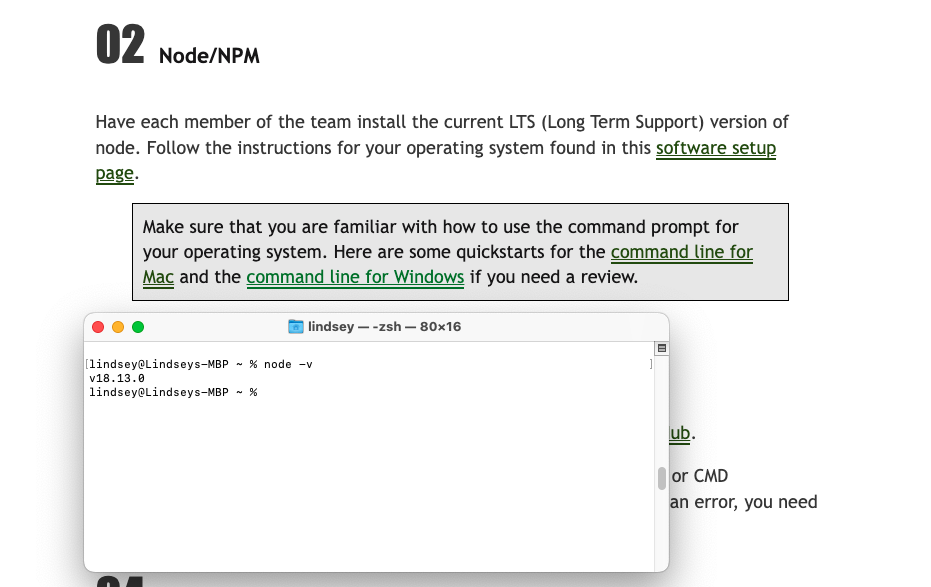 02 Node/NPM
Have each member of the team install the current LTS (Long Term Support) version of
node. Follow the instructions for your operating system found in this software setup
page.
Make sure that you are familiar with how to use the command prompt for
your operating system. Here are some quickstarts for the command line for
Mac and the command line for Windows if you need a review.
lindsey — -zsh — 80×16
[lindsey@Lindseys-MBP ~ % node -v ]
v18.13.0
lindsey@Lindseys-MBP ~ %
ub.
or CMD
an error, you need